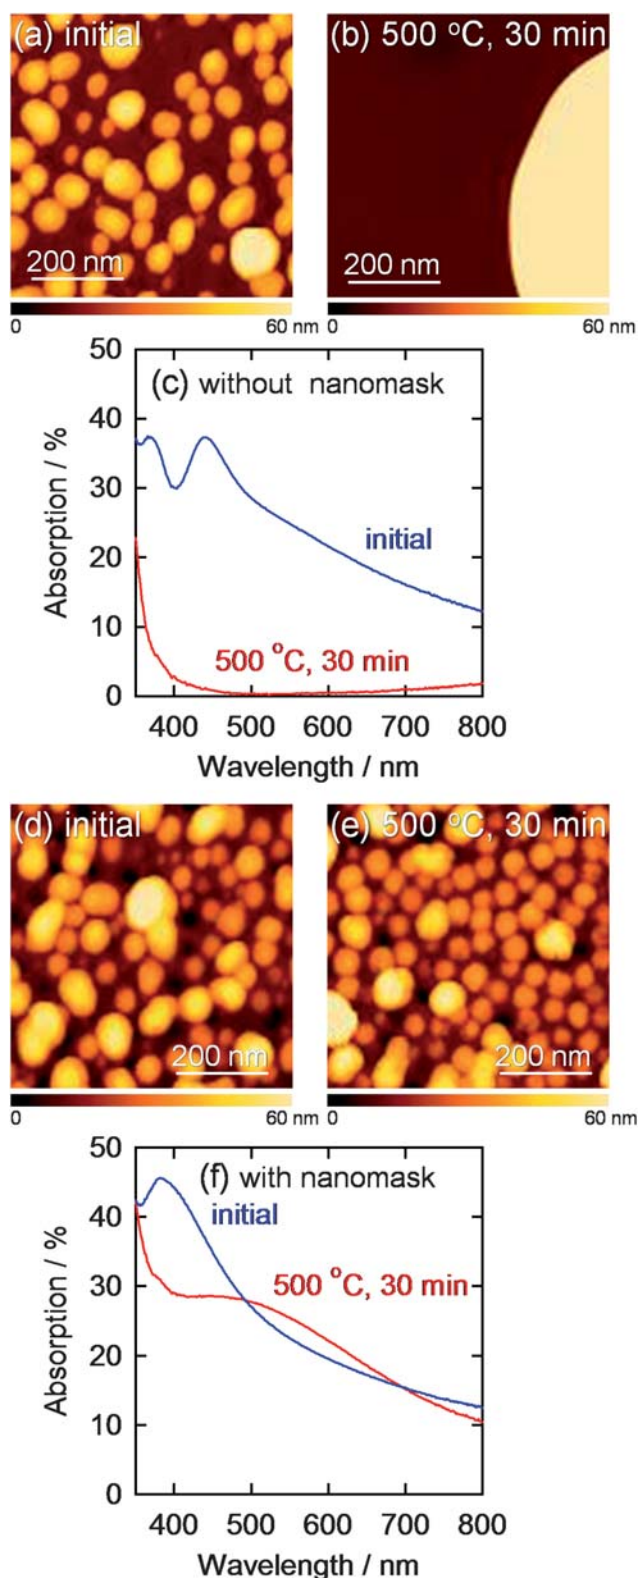 (a) initial
(b) 500 °C, 30 min
200 nm
200 nm
0 60 nm
0 60 nm
50
(c) without nanomask
40
30
initial
20
10
500 °C, 30 min
0
400 500 600 700 800
Absorption / %
Wavelength / nm
(d) initial
(e) 500 °C, 30 min
200 nm
200 nm
0 60 nm
0 60 nm
50
(f) with nanomask
initial
40
30
500 °C, 30 min
20
10
0
400 500 600 700 800
Absorption / %
Wavelength / nm